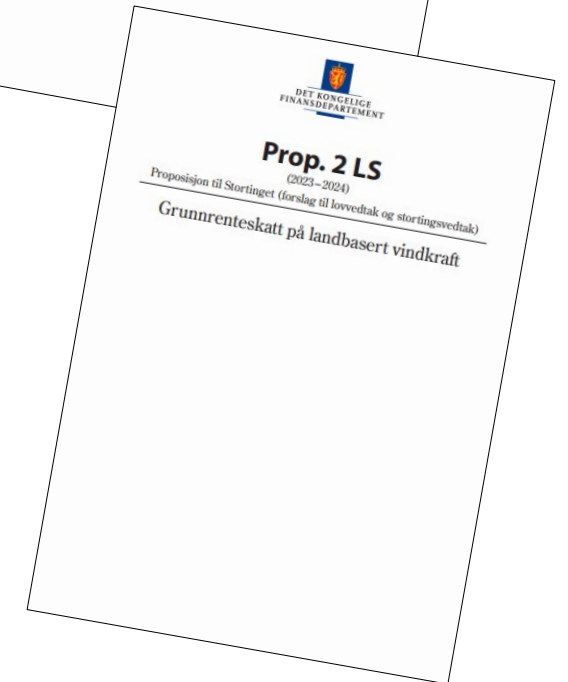 DET KONGELIGE
FINANSDEPARTEMENT
Prop. 2 LS
(2023–2024)
Proposisjon til Stortinget (forslag til lovvedtak og stortingsvedtak)
Grunnrenteskatt på landbasert vindkraft